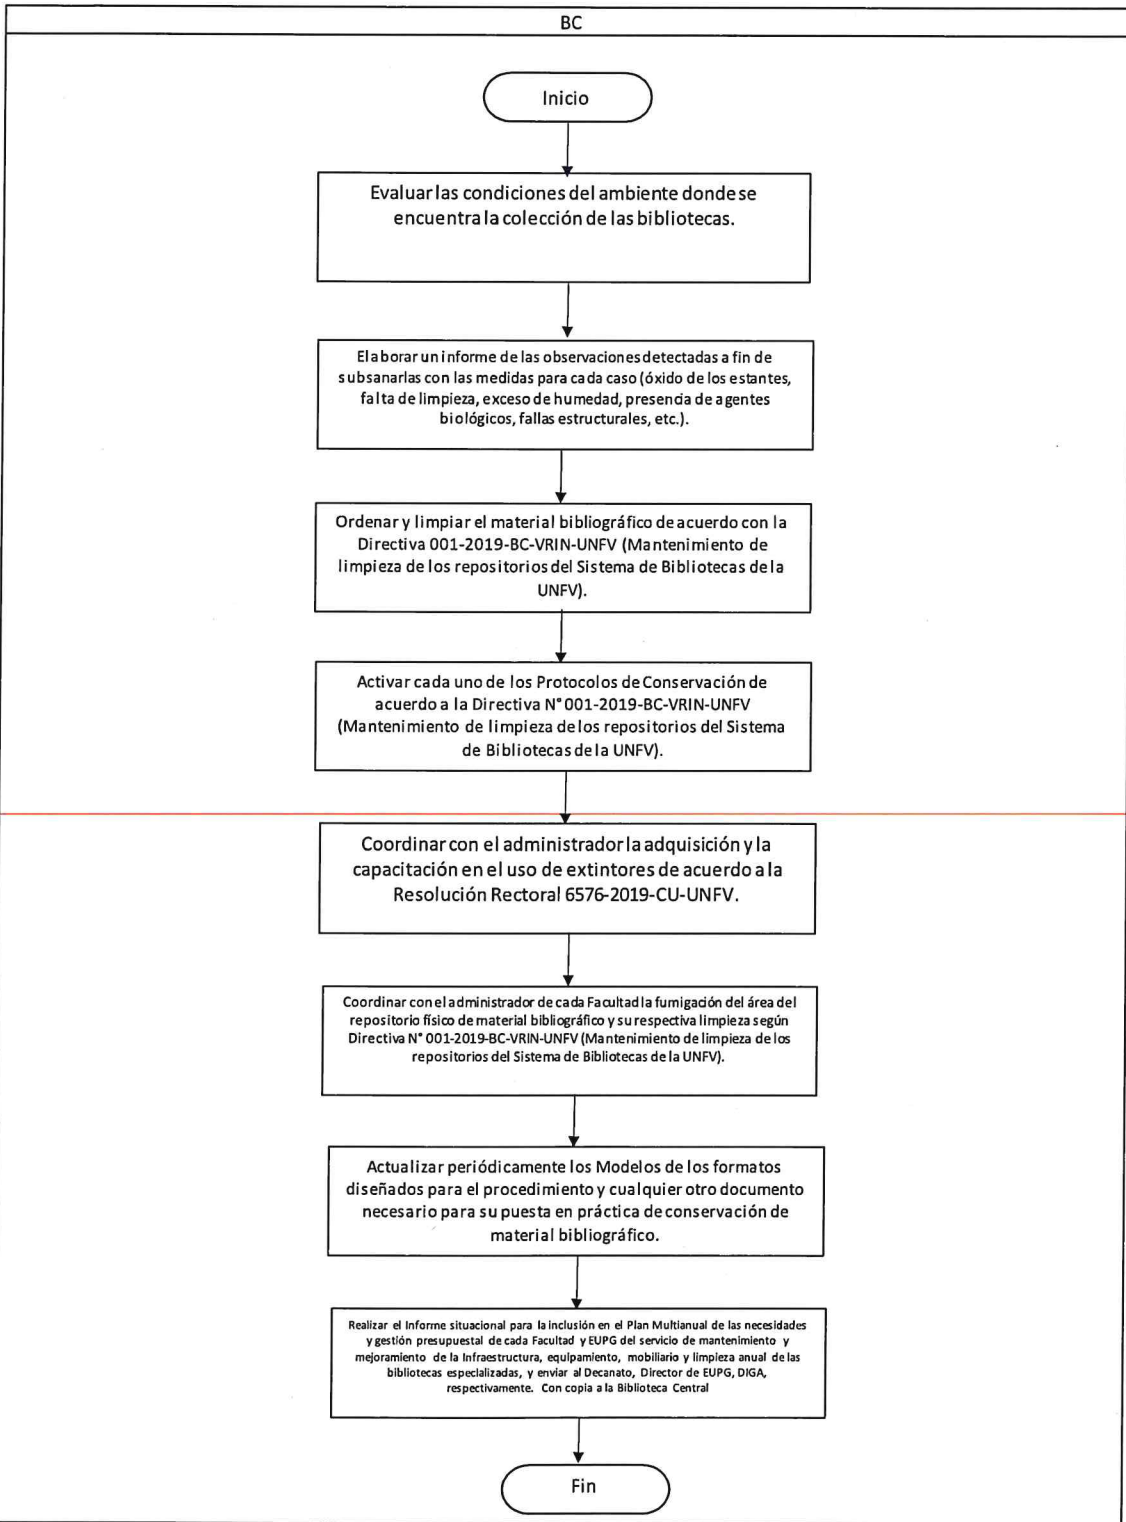 BC
Inicio
Evaluar las condiciones del ambiente donde se
encuentra la colección de las bibliotecas.
Elaborar un informe de las observaciones detectadas a fin de
subsanarlas con las medidas para cada caso (óxido de los estantes,
falta de limpieza, exceso de humedad, presencia de agentes
biológicos, fallas estructurales, etc.).
Ordenar y limpiar el material bibliográfico de acuerdo con la
Directiva 001-2019-BC-VRIN-UNFV (Mantenimiento de
limpieza de los repositorios del Sistema de Bibliotecas de la
UNFV).
Activar cada uno de los Protocolos de Conservación de
acuerdo a la Directiva N° 001-2019-BC-VRIN-UNFV
(Mantenimiento de limpieza de los repositorios del Sistema
de Bibliotecas de la UNFV).
Coordinar con el administrador la adquisición y la
capacitación en el uso de extintores de acuerdo a la
Resolución Rectoral 6576-2019-CU-UNFV.
Coordinar con el administrador de cada Facultad la fumigación del área del
repositorio físico de material bibliográfico y su respectiva limpieza según
Directiva N° 001-2019-BC-VRIN-UNFV (Mantenimiento de limpieza de los
repositorios del Sistema de Bibliotecas de la UNFV).
Actualizar periódicamente los Modelos de los formatos
diseñados para el procedimiento y cualquier otro documento
necesario para su puesta en práctica de conservación de
material bibliográfico.
Realizar el Informe situacional para la inclusión en el Plan Multianual de las necesidades
y gestión presupuestal de cada Facultad y EUPG del servicio de mantenimiento y
mejoramiento de la Infraestructura, equipamiento, mobiliario y limpieza anual de las
bibliotecas especializadas, y enviar al Decanato, Director de EUPG, DIGA,
respectivamente. Con copia a la Biblioteca Central
Fin